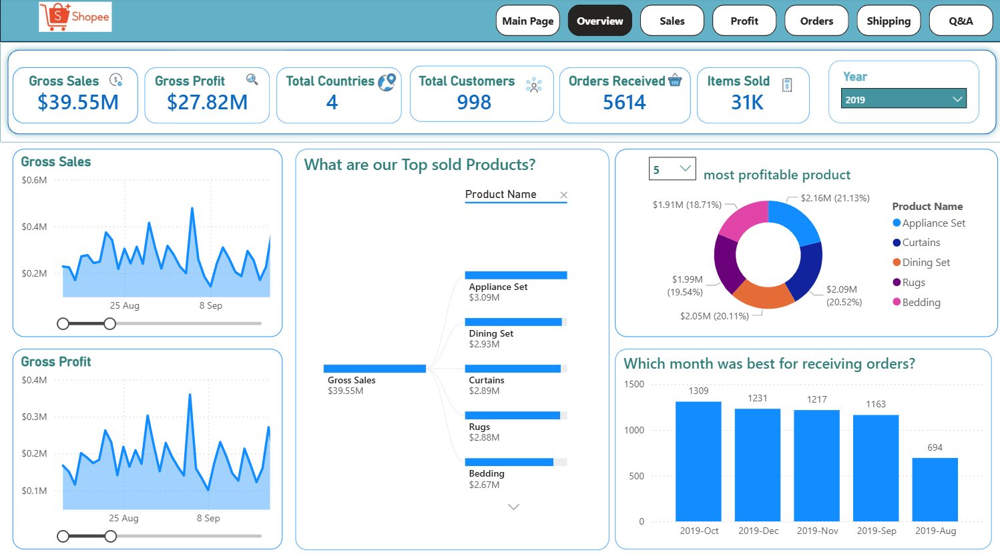 S Shopee
Main Page
Overview
Sales
Profit
Orders
Shipping
Q&A
Gross Sales
$39.55M
Gross Profit
$27.82M
Total Countries
4
Total Customers
998
Orders Received
5614
Items Sold
31K
Year
2019
Gross Sales
$0.6M
$0.4M
$0.2M
25 Aug
8 Sep
Gross Profit
$0.4M
$0.3M
$0.2M
$0.1M
25 Aug
8 Sep
What are our Top sold Products?
Product Name
Gross Sales
$39.55M
Appliance Set
$3.09M
Dining Set
$2.93M
Curtains
$2.89M
Rugs
$2.88M
Bedding
$2.67M
5
most profitable product
$1.91M (18.71%)
$2.16M (21.13%)
$1.99M
(19.54%)
$2.09M
(20.52%)
$2.05M (20.11%)
Product Name
Appliance Set
Curtains
Dining Set
Rugs
Bedding
Which month was best for receiving orders?
1500
1000
500
0
1309
1231
1217
1163
694
2019-Oct
2019-Dec
2019-Nov
2019-Sep
2019-Aug